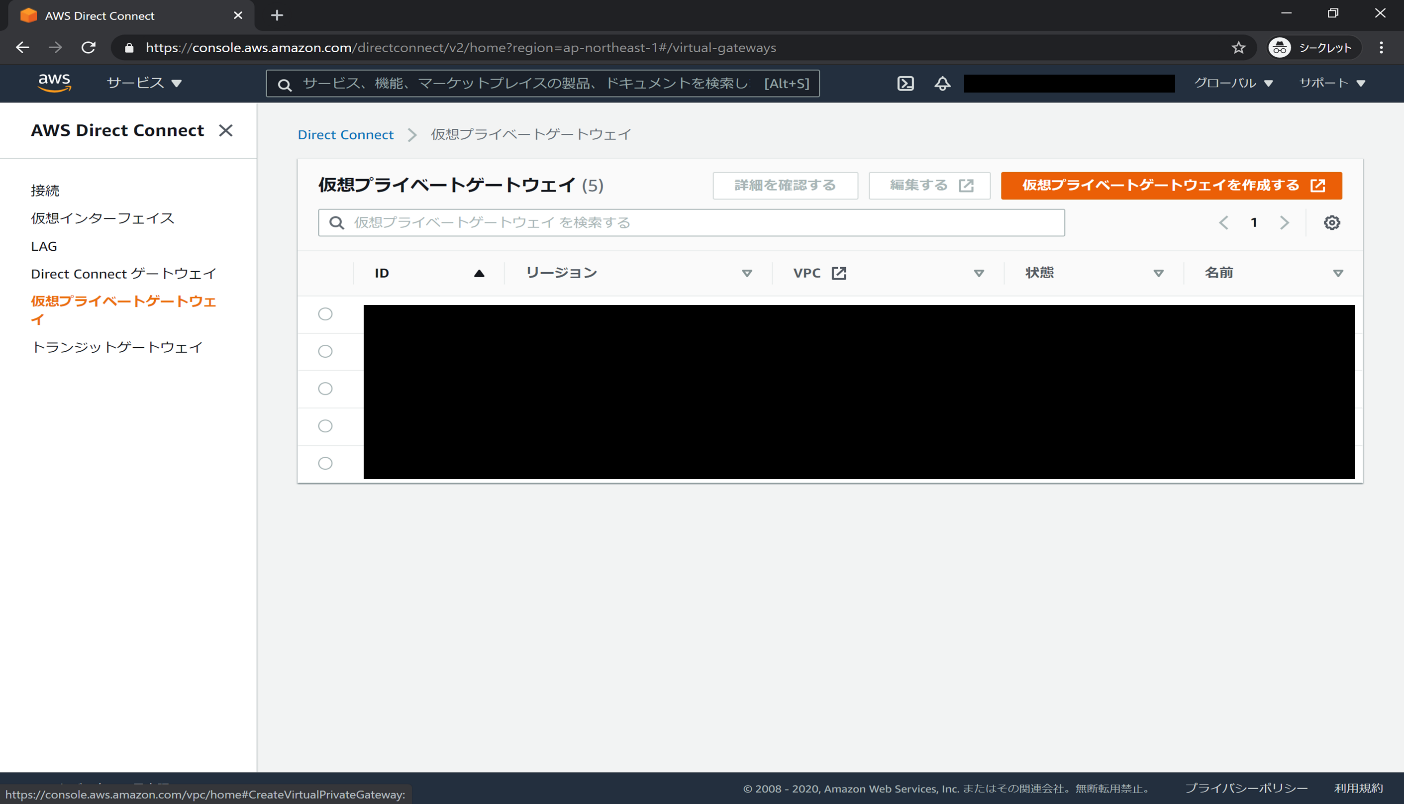 AWS Direct Connect
https://console.aws.amazon.com/directconnect/v2/home?region=ap-northeast-1#/virtual-gateways
シークレット
aws
サービス
サービス、機能、マーケットプレイスの製品、ドキュメントを検索し [Alt+S]
グローバル
サポート
AWS Direct Connect
接続
仮想インターフェイス
LAG
Direct Connect ゲートウェイ
仮想プライベートゲートウェ
イ
トランジットゲートウェイ
Direct Connect > 仮想プライベートゲートウェイ
仮想プライベートゲートウェイ (5)
詳細を確認する
編集する
仮想プライベートゲートウェイを作成する
仮想プライベートゲートウェイ を検索する
1
ID
リージョン
VPC
状態
名前
© 2008 - 2020, Amazon Web Services, Inc. またはその関連会社。無断転用禁止。
プライバシーポリシー
利用規約
https://console.aws.amazon.com/vpc/home#CreateVirtualPrivateGateway: